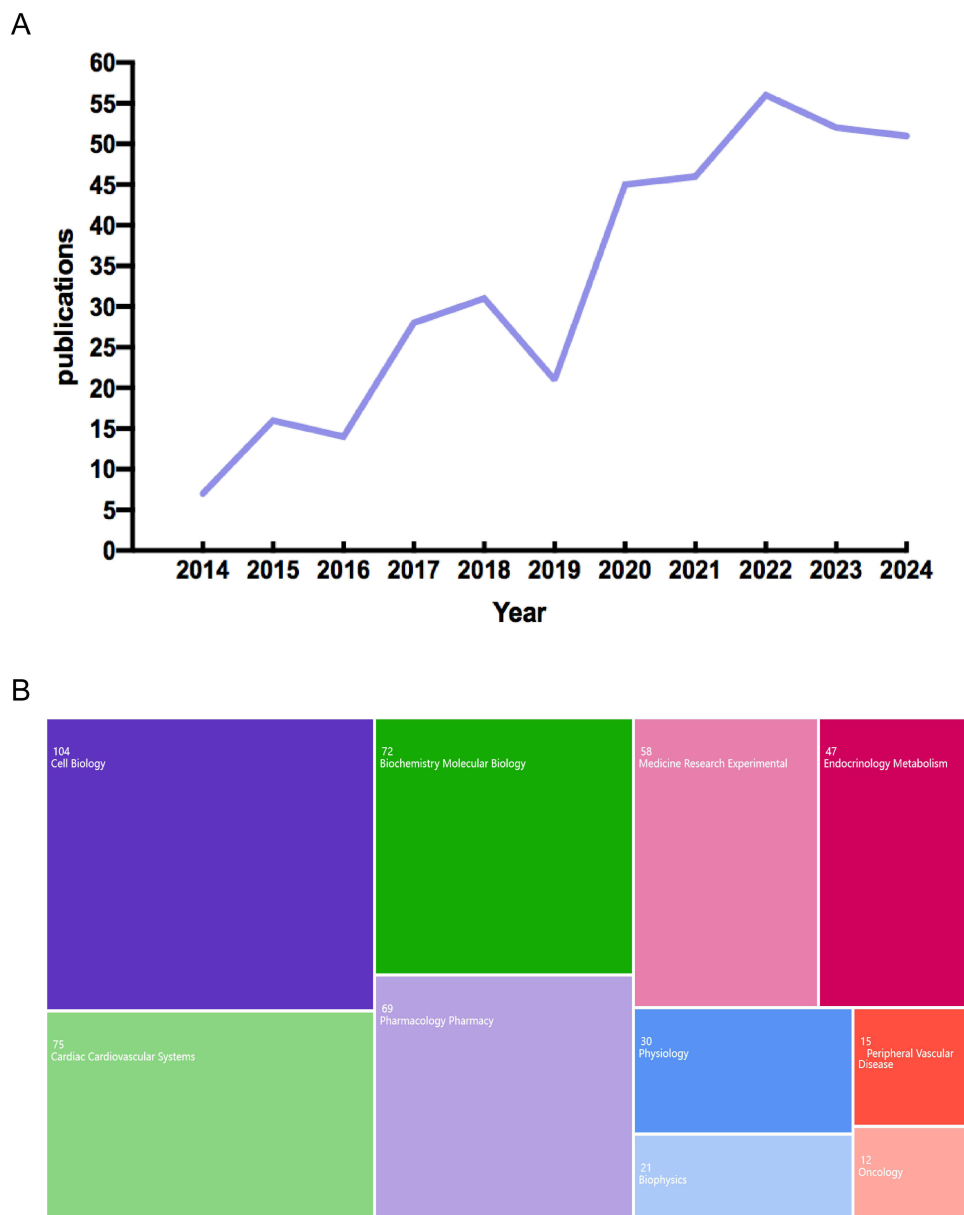 A
60
55
50
45
40
35
30
25
20
15
10
5
0
publications
2014 2015 2016 2017 2018 2019 2020 2021 2022 2023 2024
Year
B
104
Cell Biology
72
Biochemistry Molecular Biology
58
Medicine Research Experimental
47
Endocrinology Metabolism
75
Cardiac Cardiovascular Systems
69
Pharmacology Pharmacy
30
Physiology
15
Peripheral Vascular
Disease
21
Biophysics
12
Oncology